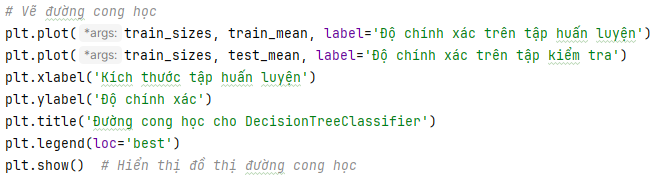 # Vẽ đường cong học
plt.plot( *args: train_sizes, train_mean, label='Độ chính xác trên tập huấn luyện')
plt.plot( *args: train_sizes, test_mean, label='Độ chính xác trên tập kiểm tra')
plt.xlabel('Kích thước tập huấn luyện')
plt.ylabel('Độ chính xác')
plt.title('Đường cong học cho DecisionTreeClassifier')
plt.legend(loc='best')
plt.show()  # Hiển thị đồ thị đường cong học